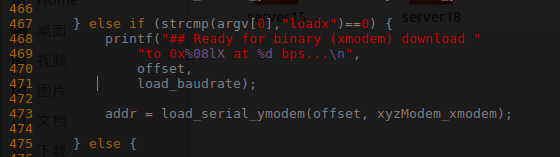 466
467 } else if (strcmp(argv[0],"loadx")==0) {
468 printf("## Ready for binary (xmodem) download "
469 "to 0x%08lX at %d bps...\n",
470 offset,
471 load_baudrate);
472
473 addr = load_serial_ymodem(offset, xyzModem_xmodem);
474
475 } else {
Home
桌面
视频
图片
文档
下载
server15
server18